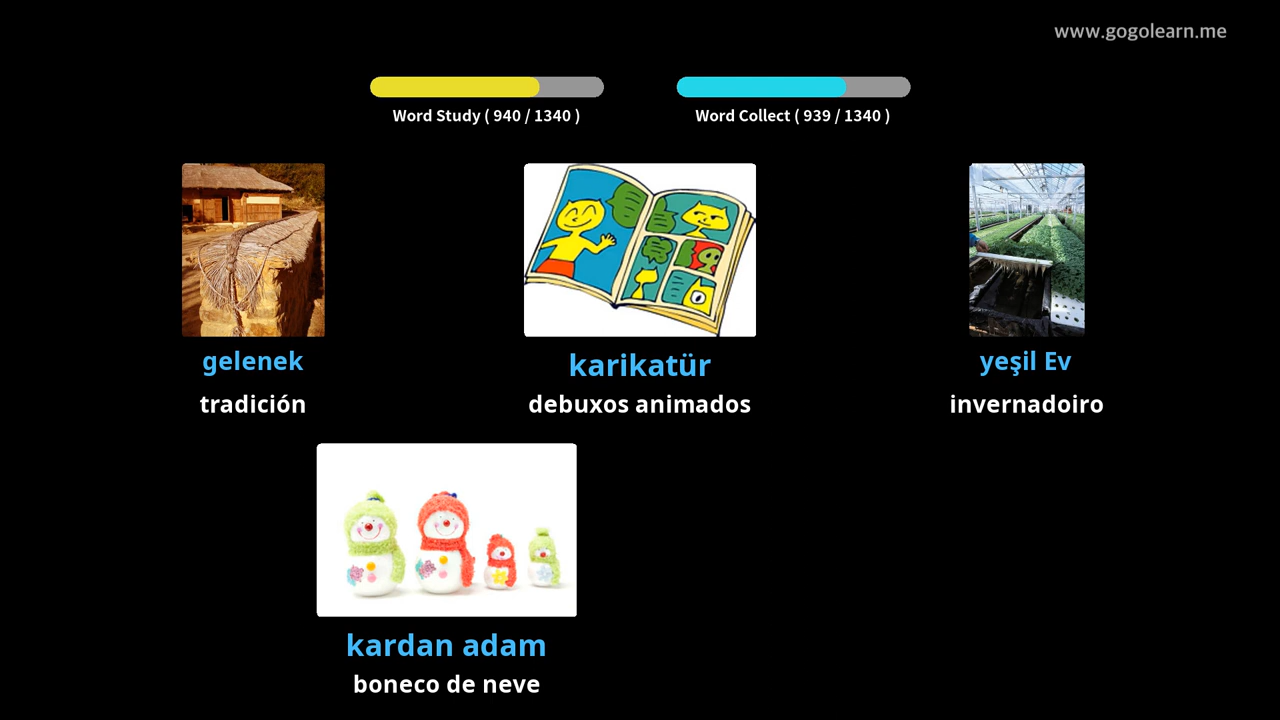 www.gogolearn.me
Word Study ( 940 / 1340 )
Word Collect ( 939 / 1340 )
gelenek
tradición
karikatür
debuxos animados
yeşil Ev
invernadoiro
kardan adam
boneco de neve